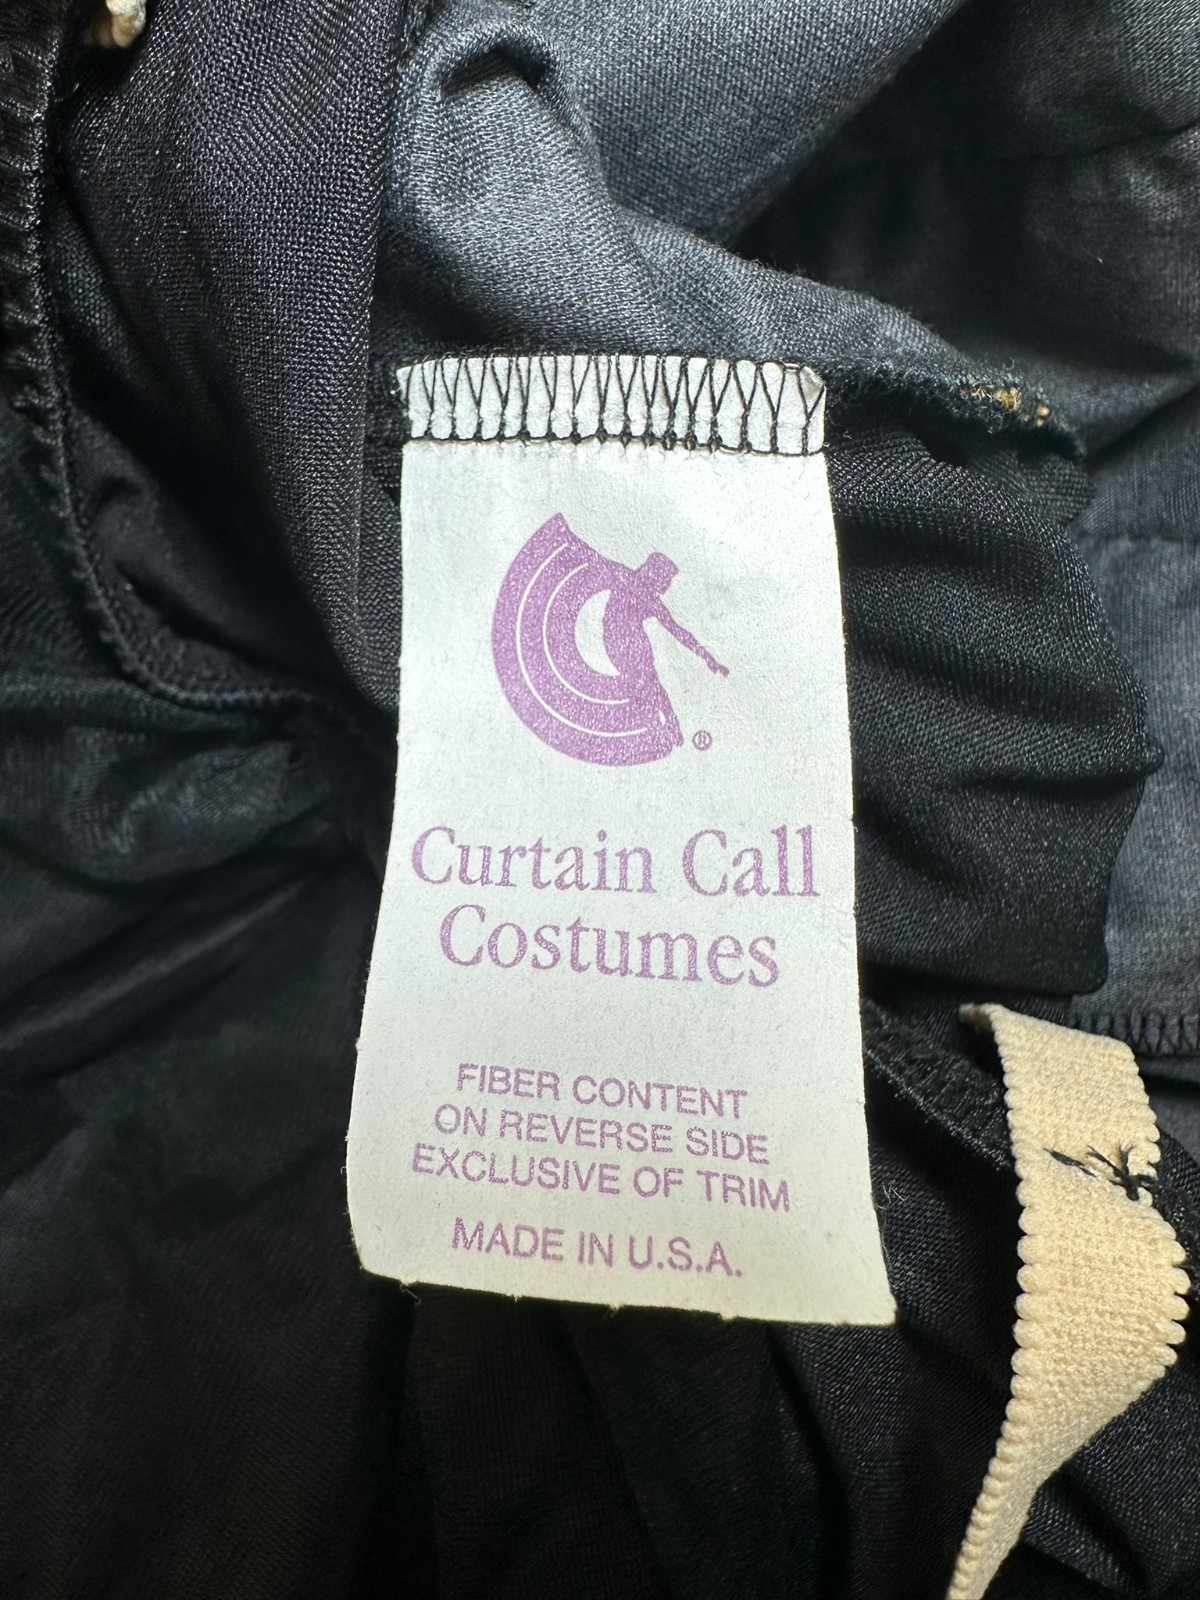 ®
Curtain Call
Costumes
FIBER CONTENT
ON REVERSE SIDE
EXCLUSIVE OF TRIM
MADE IN U.S.A.